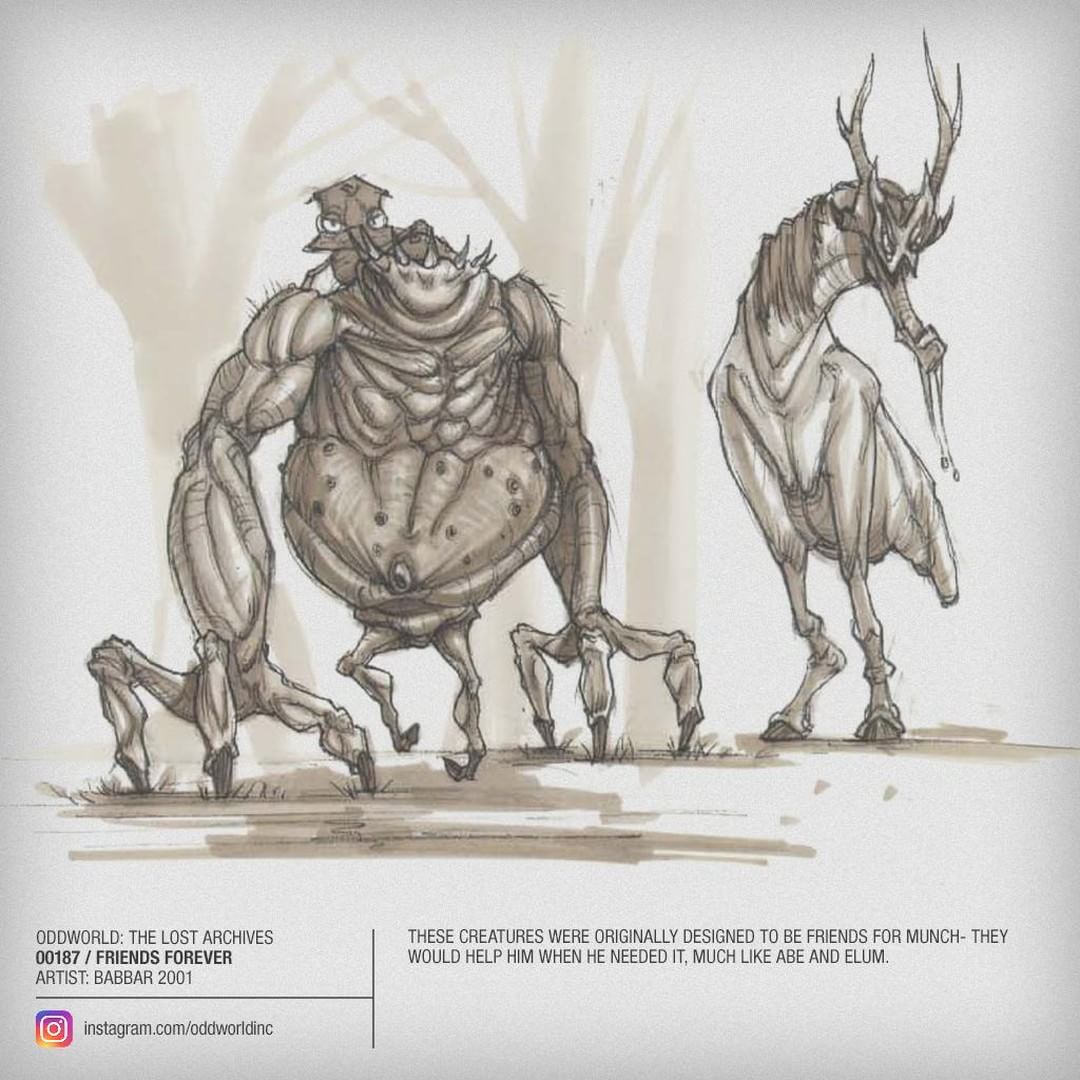 ODDWORLD: THE LOST ARCHIVES
00187 / FRIENDS FOREVER
ARTIST: BABBAR 2001
instagram.com/oddworldinc
THESE CREATURES WERE ORIGINALLY DESIGNED TO BE FRIENDS FOR MUNCH- THEY
WOULD HELP HIM WHEN HE NEEDED IT, MUCH LIKE ABE AND ELUM.